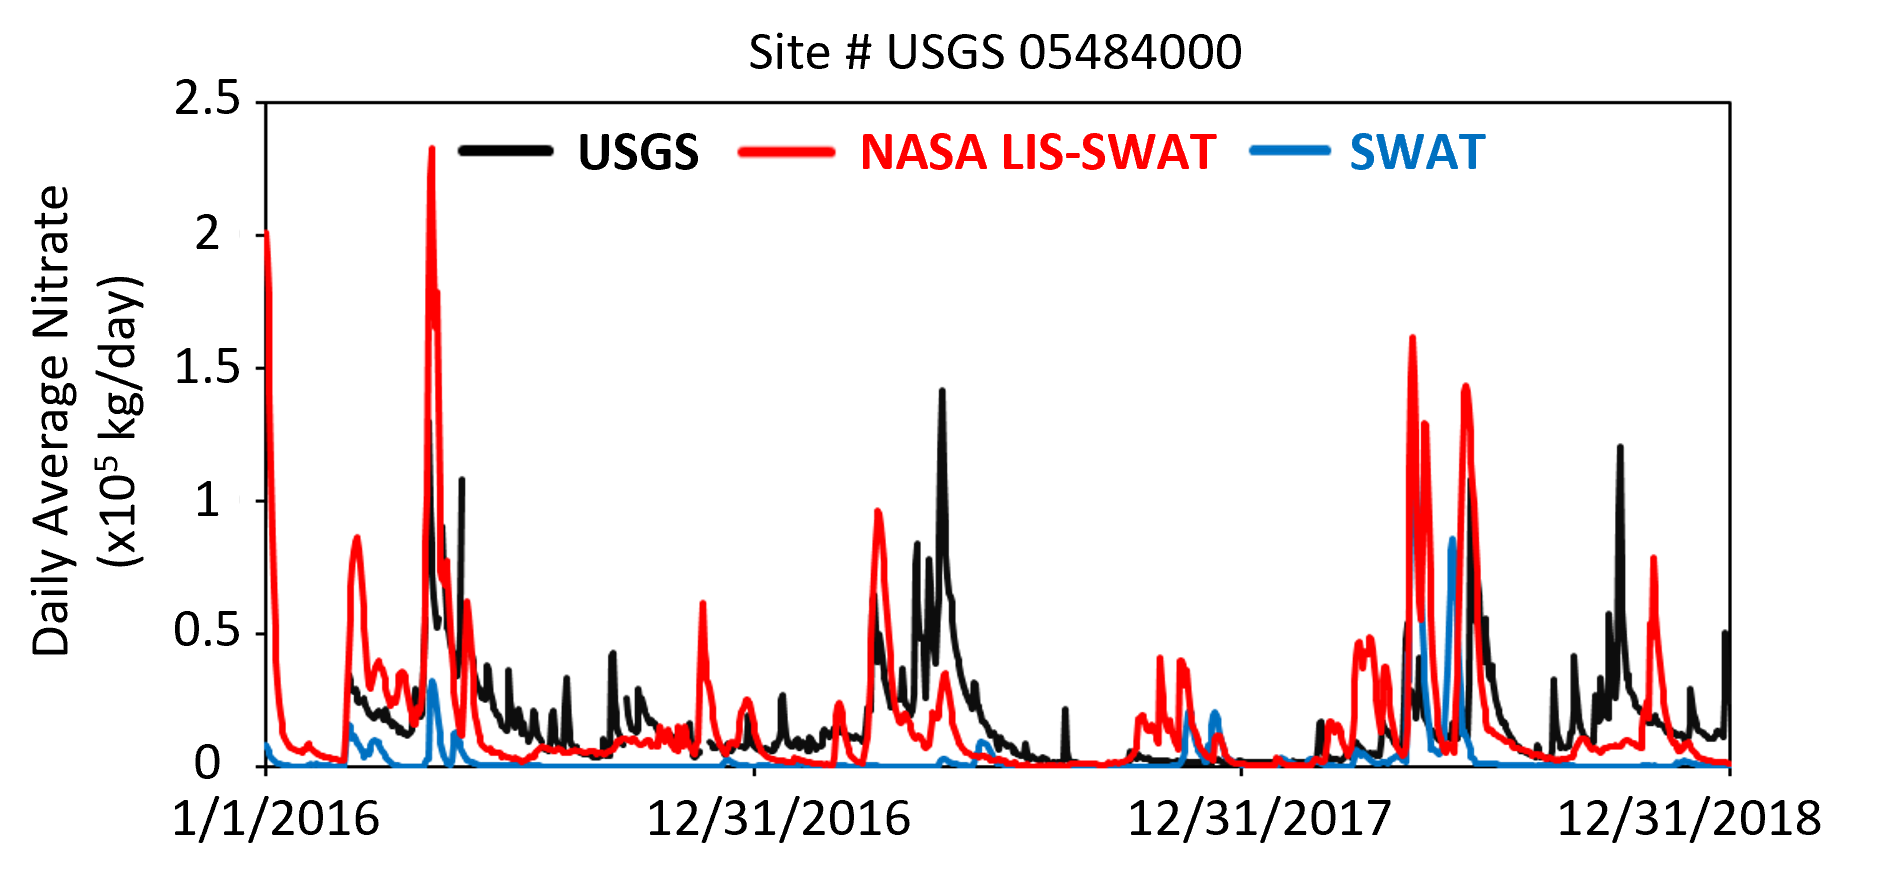 Site # USGS 05484000
USGS NASA LIS-SWAT SWAT
Daily Average Nitrate
(x10⁵ kg/day)
2.5
2
1.5
1
0.5
0
1/1/2016 12/31/2016 12/31/2017 12/31/2018